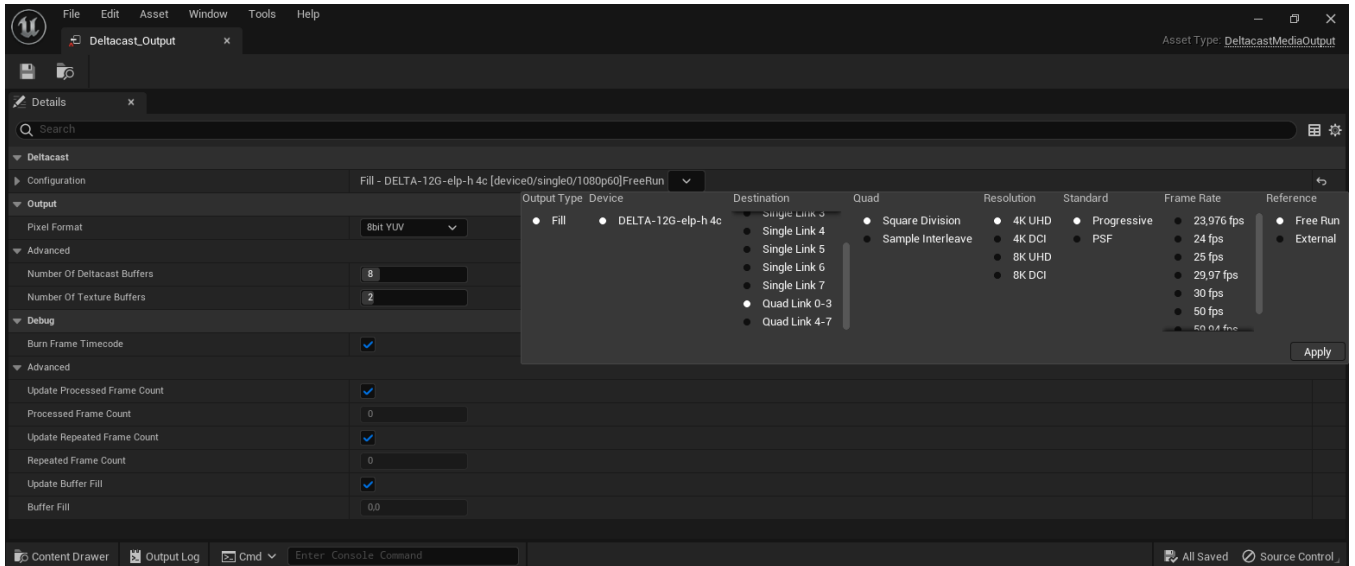 File Edit Asset Window Tools Help
Deltacast_Output
Asset Type: DeltacastMediaOutput
Details
Search
Deltacast
Configuration Fill - DELTA-12G-elp-h 4c [device0/single0/1080p60]FreeRun
Output Type Device Destination Quad Resolution Standard Frame Rate Reference
Output
Single Link 3
Fill DELTA-12G-elp-h 4c Square Division 4K UHD Progressive 23,976 fps Free Run
Pixel Format 8bit YUV Single Link 4
Sample Interleave 4K DCI PSF 24 fps External
Advanced Single Link 5
8K UHD 25 fps
Number Of Deltacast Buffers 8 Single Link 6
8K DCI 29,97 fps
Single Link 7
Number Of Texture Buffers 2 30 fps
Quad Link 0-3
50 fps
Debug Quad Link 4-7
59,94 fps
Burn Frame Timecode
Apply
Advanced
Update Processed Frame Count
Processed Frame Count 0
Update Repeated Frame Count
Repeated Frame Count 0
Update Buffer Fill
Buffer Fill 0,0
Content Drawer Output Log Cmd Enter Console Command All Saved Source Control